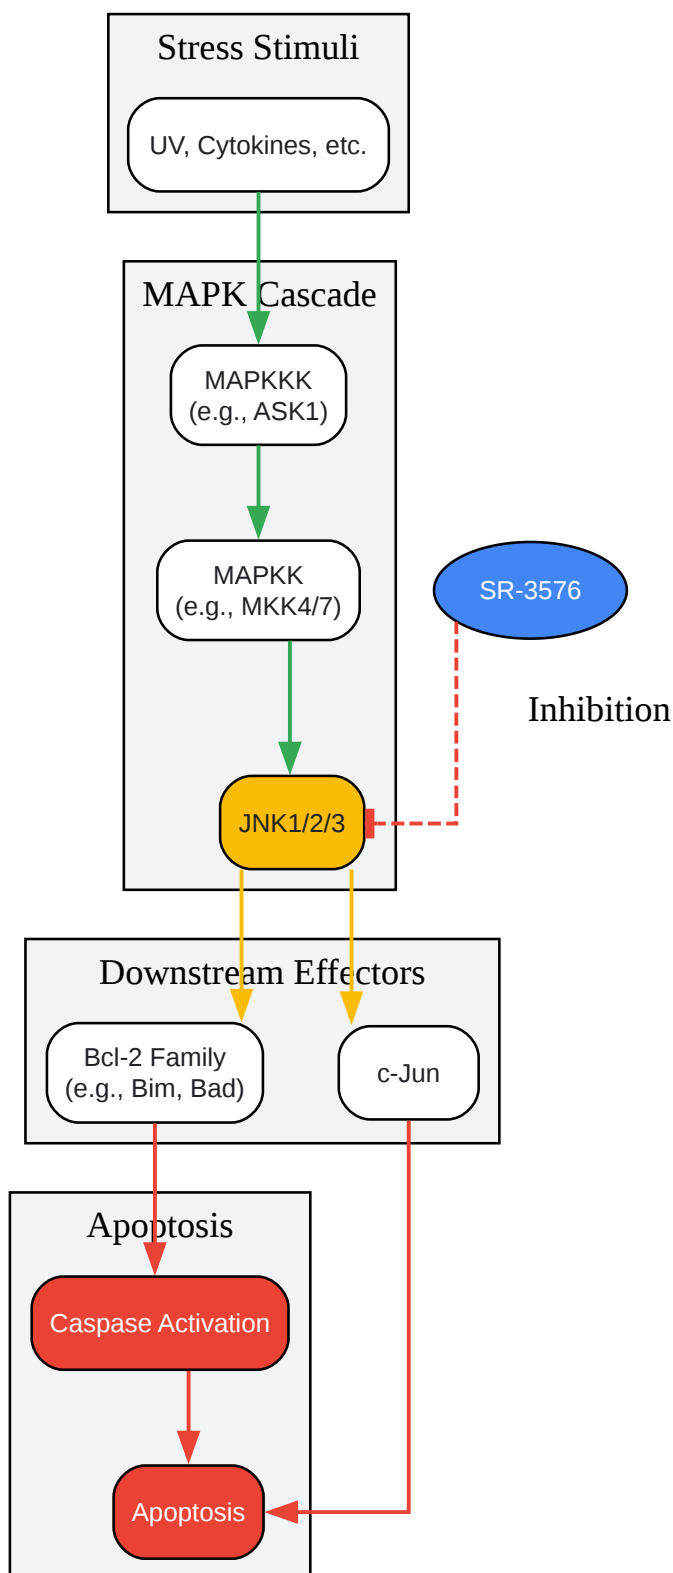 Stress Stimuli
UV, Cytokines, etc.
MAPK Cascade
MAPKKK
(e.g., ASK1)
MAPKK
(e.g., MKK4/7)
SR-3576
Inhibition
JNK1/2/3
Downstream Effectors
Bcl-2 Family
(e.g., Bim, Bad)
c-Jun
Apoptosis
Caspase Activation
Apoptosis